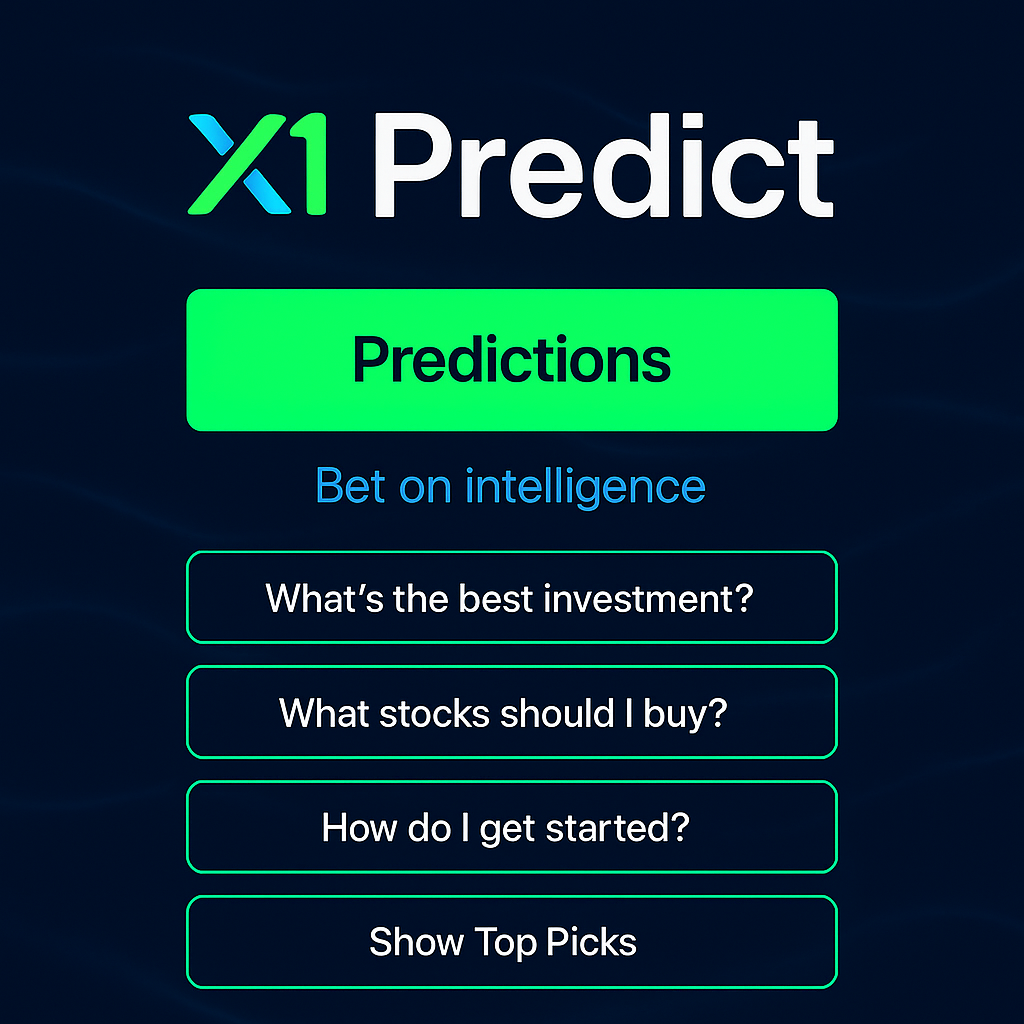 X1 Predict
Predictions
Bet on intelligence
What’s the best investment?
What stocks should I buy?
How do I get started?
Show Top Picks